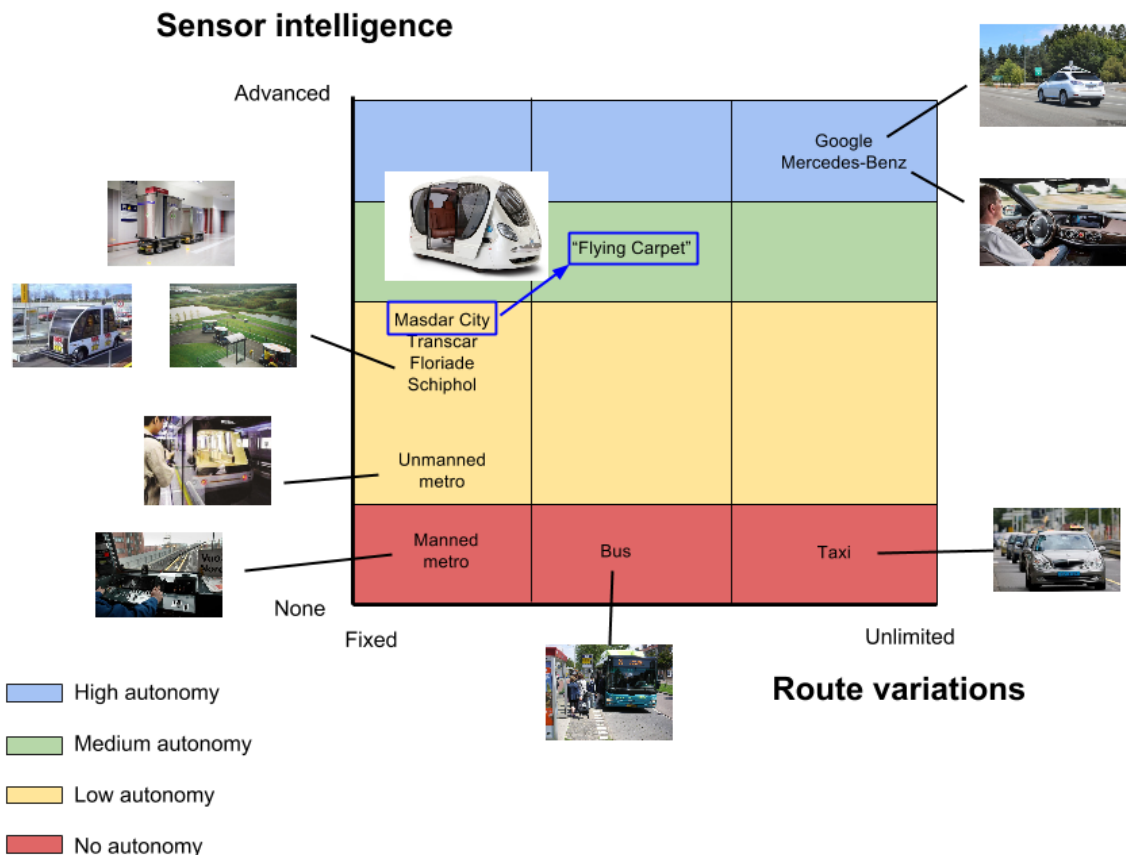 Sensor intelligence
Advanced
Google
Mercedes-Benz
“Flying Carpet”
Masdar City
Transcar
Floriade
Schiphol
Unmanned
metro
Manned
metro
Bus
Taxi
None
Fixed
Unlimited
Route variations
High autonomy
Medium autonomy
Low autonomy
No autonomy